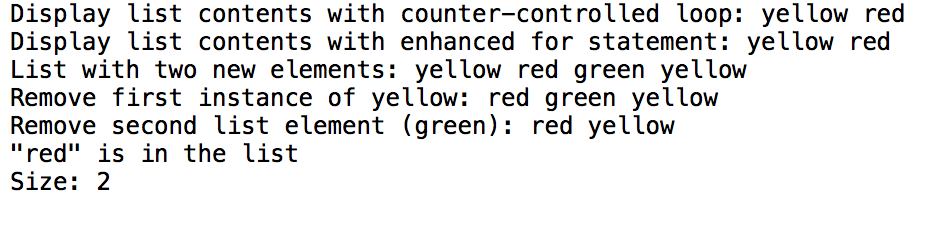 Display list contents with counter-controlled loop: yellow red
Display list contents with enhanced for statement: yellow red
List with two new elements: yellow red green yellow
Remove first instance of yellow: red green yellow
Remove second list element (green): red yellow
"red" is in the list
Size: 2